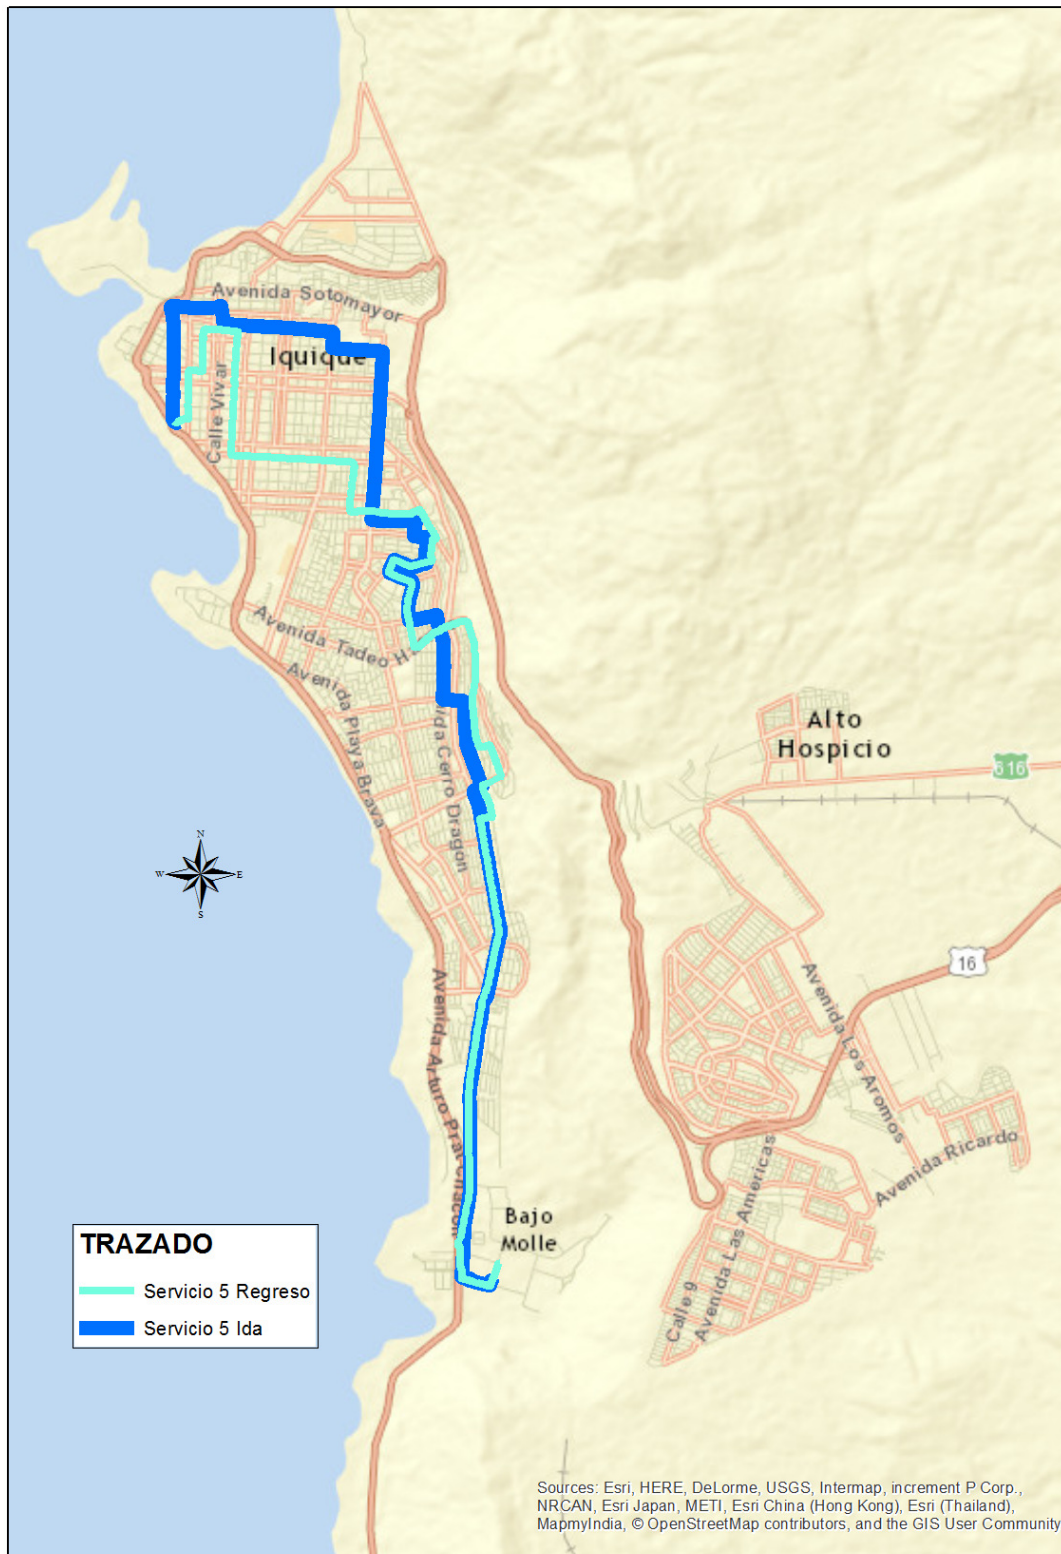 Avenida Sotomayor
Iquique
Calle Vivar
Avenida Tadeo Ha
Avenida Playa Brava
ida Cerro Dragón
Alto
Hospicio
616
N
W
E
S
16
Avenida Arturo Prat Chacón
Avenida Los Aromos
Avenida Ricardo
Avenida Las Americas
Bajo
Molle
Calle 9
TRAZADO
Servicio 5 Regreso
Servicio 5 Ida
Sources: Esri, HERE, DeLorme, USGS, Intermap, increment P Corp.,
NRCAN, Esri Japan, METI, Esri China (Hong Kong), Esri (Thailand),
MapmyIndia, © OpenStreetMap contributors, and the GIS User Community